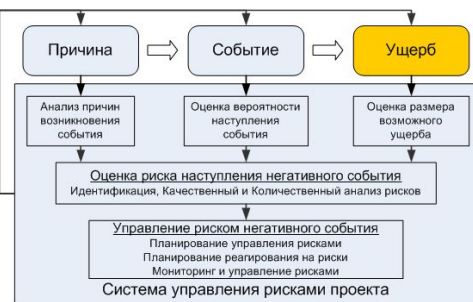 Причина
Событие
Ущерб
Анализ причин
возникновения
события
Оценка вероятности
наступления
события
Оценка размера
возможного
ущерба
Оценка риска наступления негативного события
Идентификация, Качественный и Количественный анализ рисков
Управление риском негативного события
Планирование управления рисками
Планирование реагирования на риски
Мониторинг и управление рисками
Система управления рисками проекта